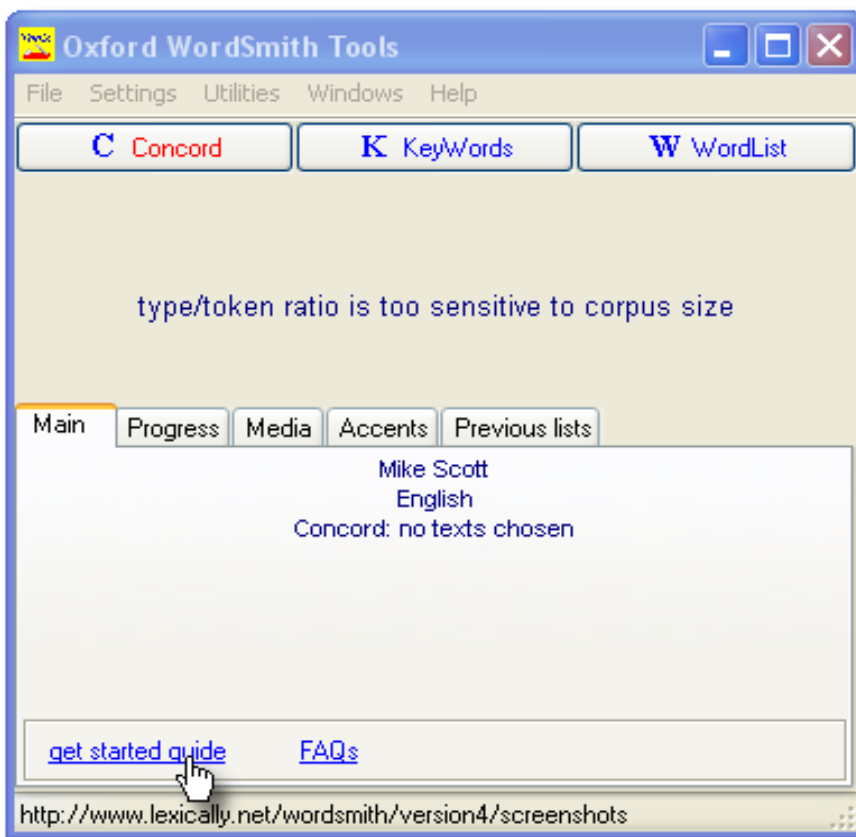 Oxford WordSmith Tools
File Settings Utilities Windows Help
C Concord K KeyWords W WordList
type/token ratio is too sensitive to corpus size
Main Progress Media Accents Previous lists
Mike Scott
English
Concord: no texts chosen
get started guide FAQs
http://www.lexically.net/wordsmith/version4/screenshots